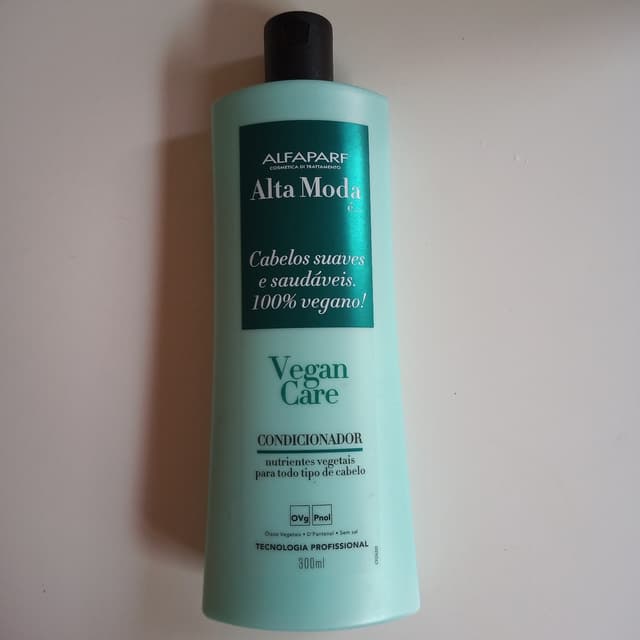 ALFAPARF
COSMETICA DI TRATTAMENTO
Alta Moda
é...
Cabelos suaves
e saudáveis.
100% vegano!
Vegan
Care
CONDICIONADOR
nutrientes vegetais
para todo tipo de cabelo
OVg Pnol
Óleos Vegetais • D'Pantenol • Sem sal
TECNOLOGIA PROFISSIONAL
300ml